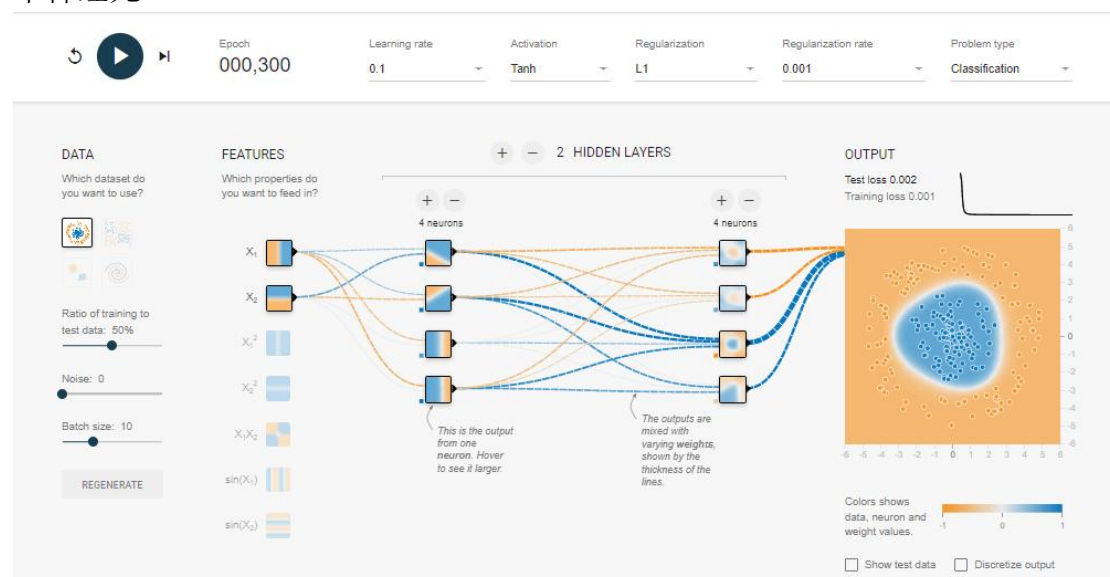 Epoch
000,300
Learning rate
0.1
Activation
Tanh
Regularization
L1
Regularization rate
0.001
Problem type
Classification
DATA
Which dataset do
you want to use?
Ratio of training to
test data: 50%
Noise: 0
Batch size: 10
REGENERATE
FEATURES
Which properties do
you want to feed in?
X₁
X₂
X₁²
X₂²
X₁X₂
sin(X₁)
sin(X₂)
+ − 2 HIDDEN LAYERS
+ −
4 neurons
+ −
4 neurons
This is the output
from one
neuron. Hover
to see it larger.
The outputs are
mixed with
varying weights,
shown by the
thickness of the
lines.
OUTPUT
Test loss 0.002
Training loss 0.001
6
5
4
3
2
1
0
-1
-2
-3
-4
-5
-6
-6 -5 -4 -3 -2 -1 0 1 2 3 4 5 6
Colors shows
data, neuron and
weight values.
-1 0 1
Show test data
Discretize output